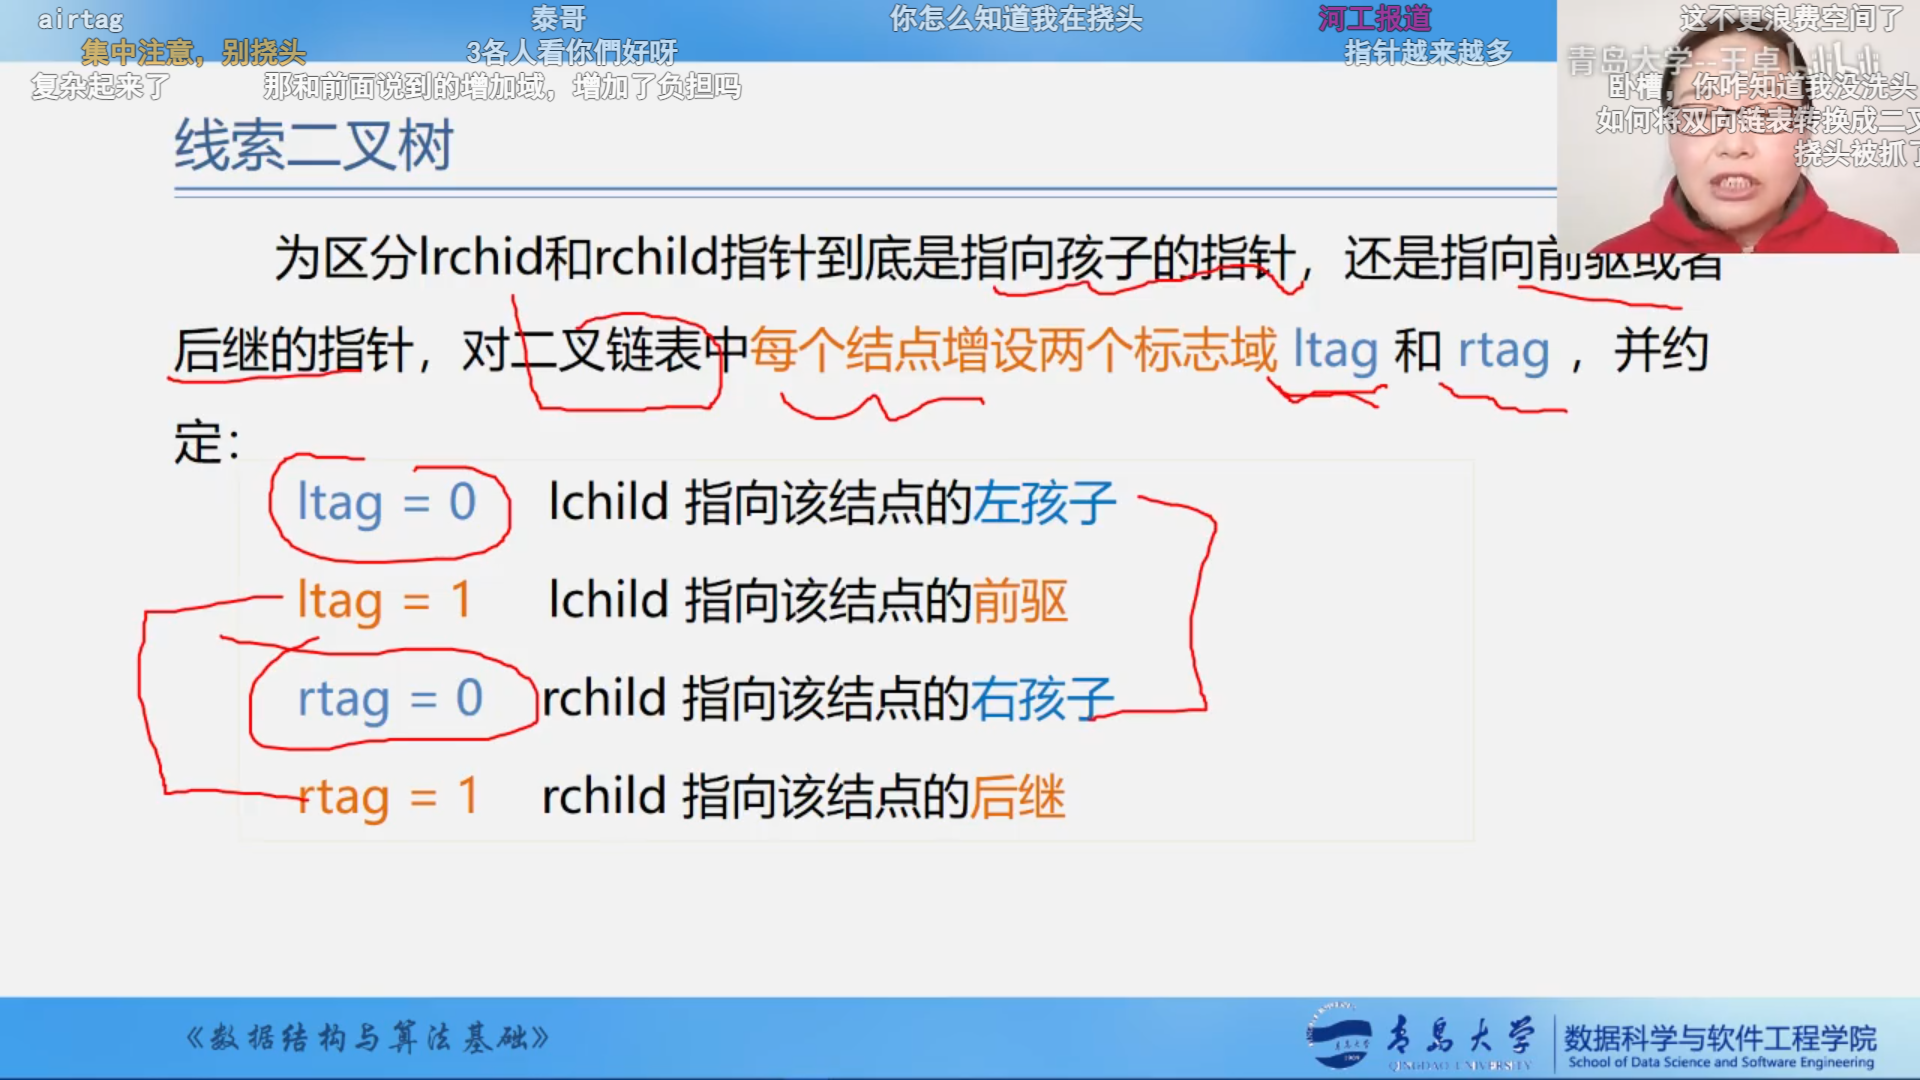 airtag
泰哥
你怎么知道我在挠头
河工报道
这不更浪费空间了
集中注意，别挠头
3各人看你們好呀
指针越来越多
青岛大学--王卓
bilibili
复杂起来了
那和前面说到的增加域，增加了负担吗
卧槽，你咋知道我没洗头
如何将双向链表转换成二叉
挠头被抓了
线索二叉树
为区分lrchid和rchild指针到底是指向孩子的指针，还是指向前驱或者
后继的指针，对二叉链表中每个结点增设两个标志域 ltag 和 rtag ，并约
定：
ltag = 0 lchild 指向该结点的左孩子
ltag = 1 lchild 指向该结点的前驱
rtag = 0 rchild 指向该结点的右孩子
rtag = 1 rchild 指向该结点的后继
《数据结构与算法基础》
青岛大学
QINGDAO UNIVERSITY
数据科学与软件工程学院
School of Data Science and Software Engineering